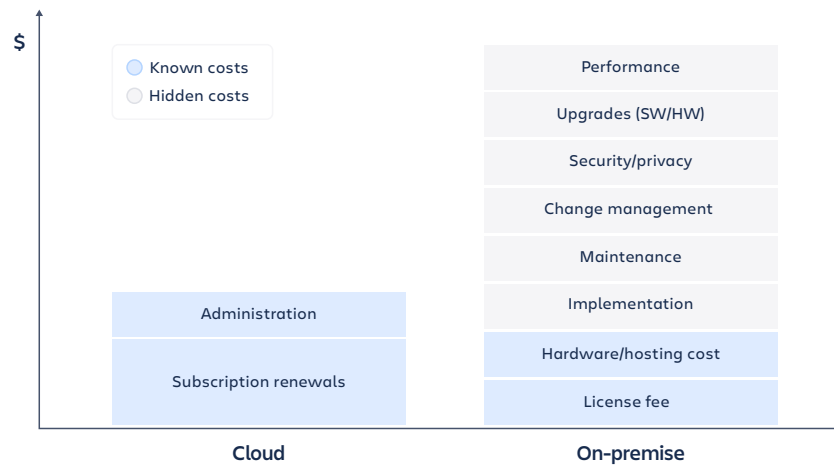 $
Known costs
Hidden costs
Performance
Upgrades (SW/HW)
Security/privacy
Change management
Maintenance
Implementation
Administration
Hardware/hosting cost
Subscription renewals
License fee
Cloud
On-premise